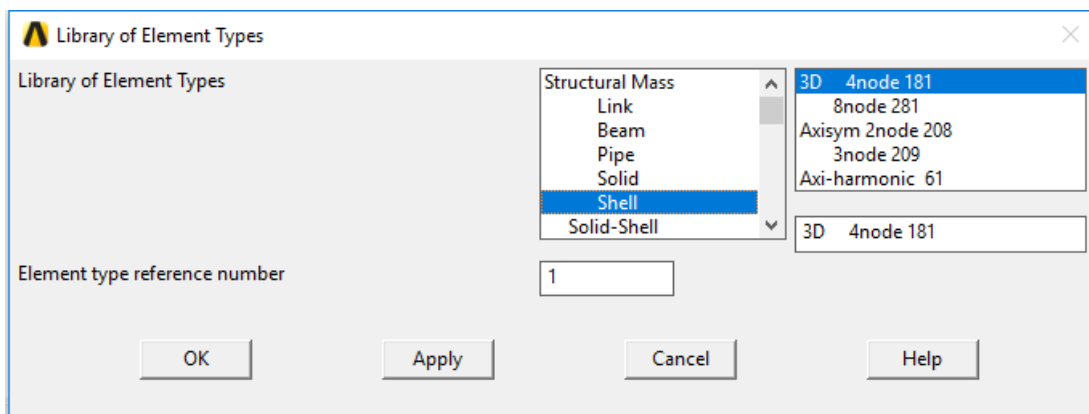 Library of Element Types
Library of Element Types
Structural Mass
Link
Beam
Pipe
Solid
Shell
Solid-Shell
3D 4node 181
8node 281
Axisym 2node 208
3node 209
Axi-harmonic 61
3D 4node 181
Element type reference number
1
OK
Apply
Cancel
Help